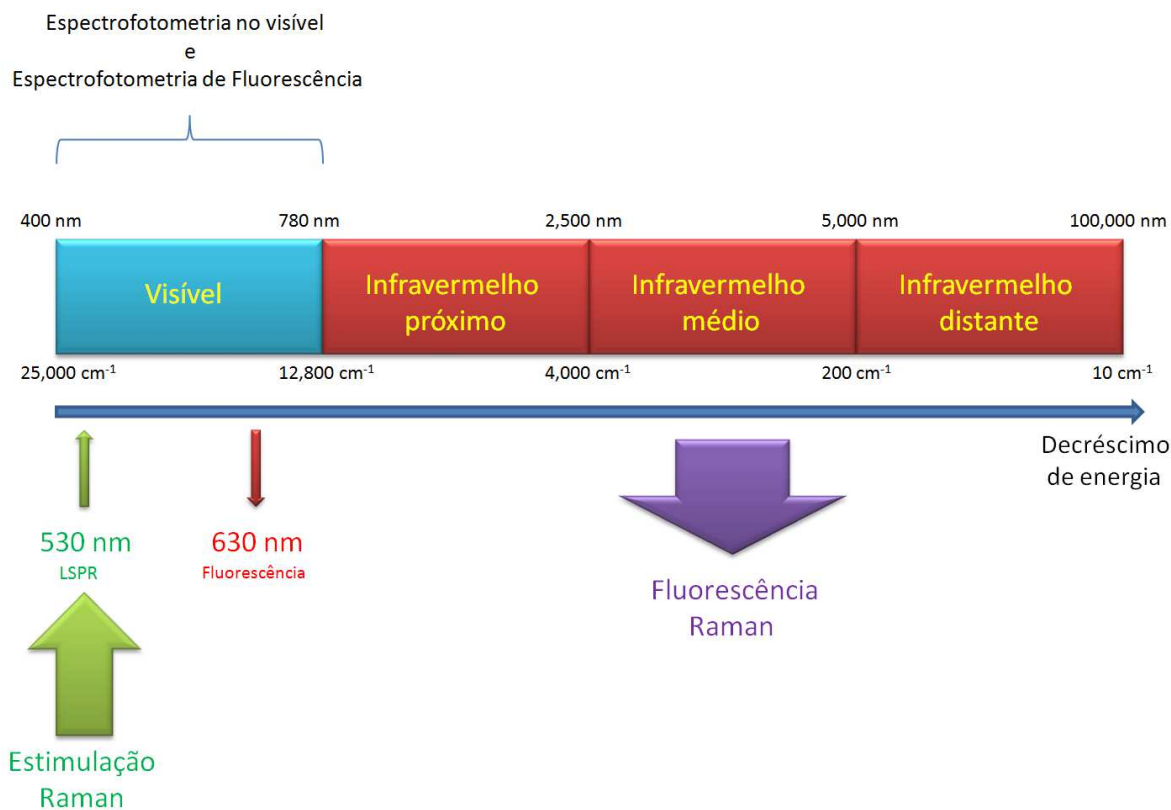 Espectrofotometria no visível
e
Espectrofotometria de Fluorescência
400 nm
780 nm
2,500 nm
5,000 nm
100,000 nm
Visível
Infravermelho
próximo
Infravermelho
médio
Infravermelho
distante
25,000 cm⁻¹
12,800 cm⁻¹
4,000 cm⁻¹
200 cm⁻¹
10 cm⁻¹
Decréscimo
de energia
530 nm
LSPR
630 nm
Fluorescência
Fluorescência
Raman
Estimulação
Raman